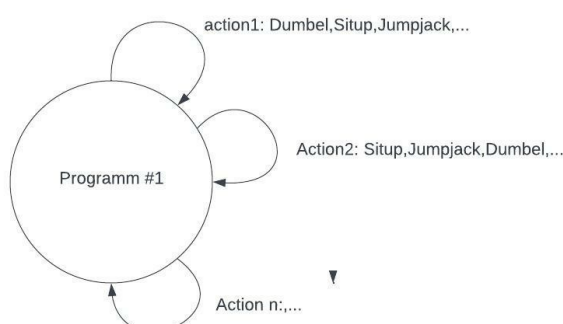 action1: Dumbel,Situp,Jumpjack,...
Action2: Situp,Jumpjack,Dumbel,...
Programm #1
Action n:,...